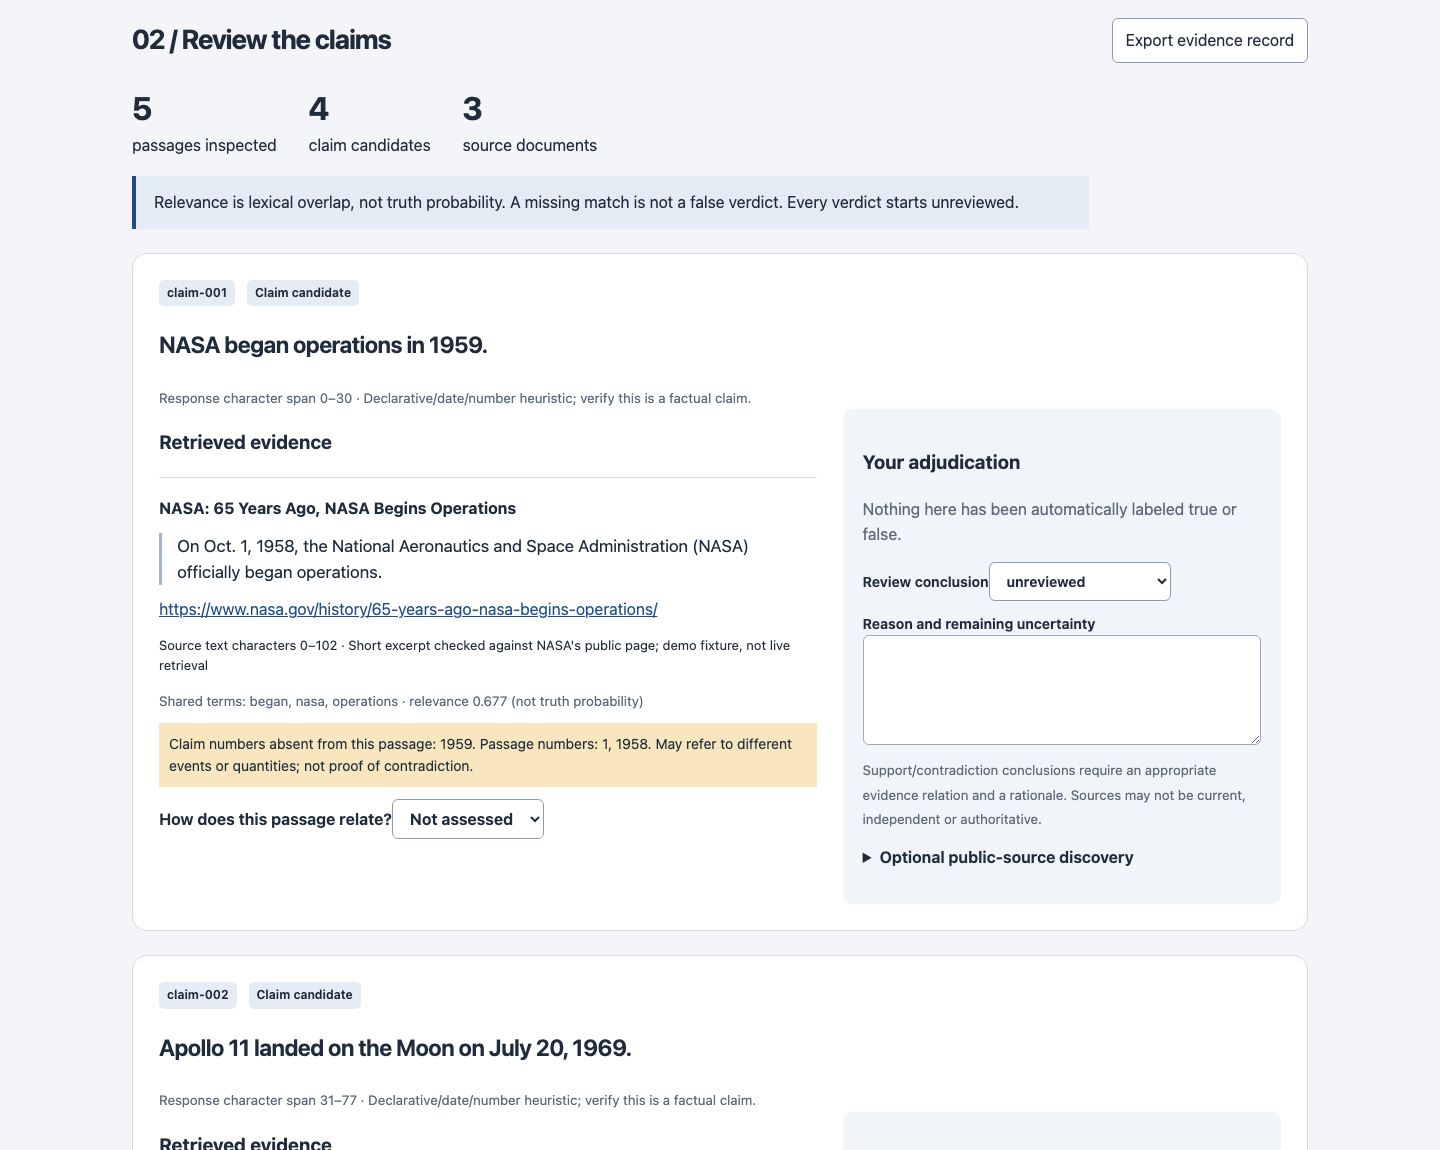 02 / Review the claims
Export evidence record
5
passages inspected
4
claim candidates
3
source documents
Relevance is lexical overlap, not truth probability. A missing match is not a false verdict. Every verdict starts unreviewed.
claim-001
Claim candidate
NASA began operations in 1959.
Response character span 0–30 · Declarative/date/number heuristic; verify this is a factual claim.
Retrieved evidence
NASA: 65 Years Ago, NASA Begins Operations
On Oct. 1, 1958, the National Aeronautics and Space Administration (NASA)
officially began operations.
https://www.nasa.gov/history/65-years-ago-nasa-begins-operations/
Source text characters 0–102 · Short excerpt checked against NASA's public page; demo fixture, not live
retrieval
Shared terms: began, nasa, operations · relevance 0.677 (not truth probability)
Claim numbers absent from this passage: 1959. Passage numbers: 1, 1958. May refer to different
events or quantities; not proof of contradiction.
How does this passage relate?
Not assessed
Your adjudication
Nothing here has been automatically labeled true or
false.
Review conclusion
unreviewed
Reason and remaining uncertainty
Support/contradiction conclusions require an appropriate
evidence relation and a rationale. Sources may not be current,
independent or authoritative.
Optional public-source discovery
claim-002
Claim candidate
Apollo 11 landed on the Moon on July 20, 1969.
Response character span 31–77 · Declarative/date/number heuristic; verify this is a factual claim.
Retrieved evidence